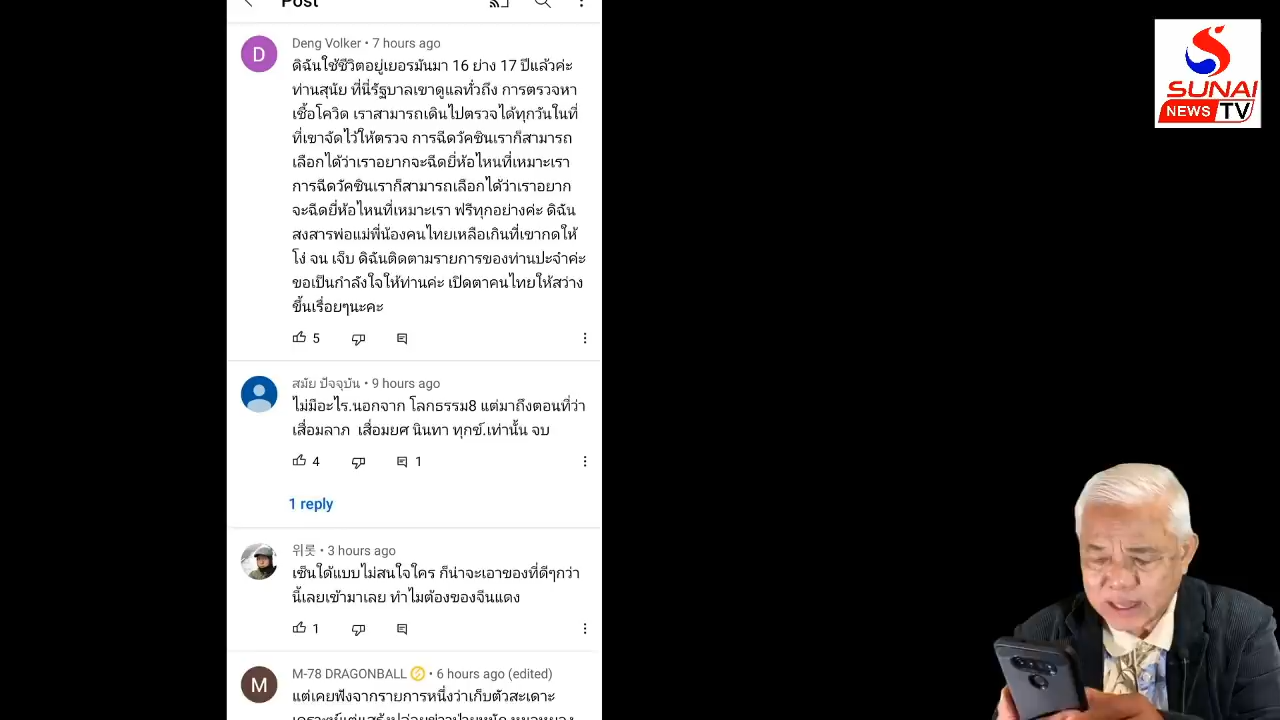 Post
SUNAI
NEWS TV
Deng Volker • 7 hours ago
ดิฉันใช้ชีวิตอยู่เยอรมันมา 16 ย่าง 17 ปีแล้วค่ะ
ท่านสุนัย ที่นี่รัฐบาลเขาดูแลทั่วถึง การตรวจหา
เชื้อโควิด เราสามารถเดินไปตรวจได้ทุกวันในที่
ที่เขาจัดไว้ให้ตรวจ การฉีดวัคซินเราก็สามารถ
เลือกได้ว่าเราอยากจะฉีดยี่ห้อไหนที่เหมาะเรา
การฉีดวัคซินเราก็สามารถเลือกได้ว่าเราอยาก
จะฉีดยี่ห้อไหนที่เหมาะเรา ฟรีทุกอย่างค่ะ ดิฉัน
สงสารพ่อแม่พี่น้องคนไทยเหลือเกินที่เขากดให้
โง่ จน เจ็บ ดิฉันติดตามรายการของท่านปะจำค่ะ
ขอเป็นกำลังใจให้ท่านค่ะ เปิดตาคนไทยให้สว่าง
ขึ้นเรื่อยๆนะคะ
5
สมัย ปัจจุบัน • 9 hours ago
ไม่มีอะไร.นอกจาก โลกธรรม8 แต่มาถึงตอนที่ว่า
เสื่อมลาภ เสื่อมยศ นินทา ทุกข์.เท่านั้น จบ
4 1
1 reply
위롯 • 3 hours ago
เซ็นใด้แบบไม่สนใจใคร ก็น่าจะเอาของที่ดีๆกว่า
นี้เลยเข้ามาเลย ทำไมต้องของจีนแดง
1
M-78 DRAGONBALL • 6 hours ago (edited)
แต่เคยฟังจากรายการหนึ่งว่าเก็บตัวสะเดาะ